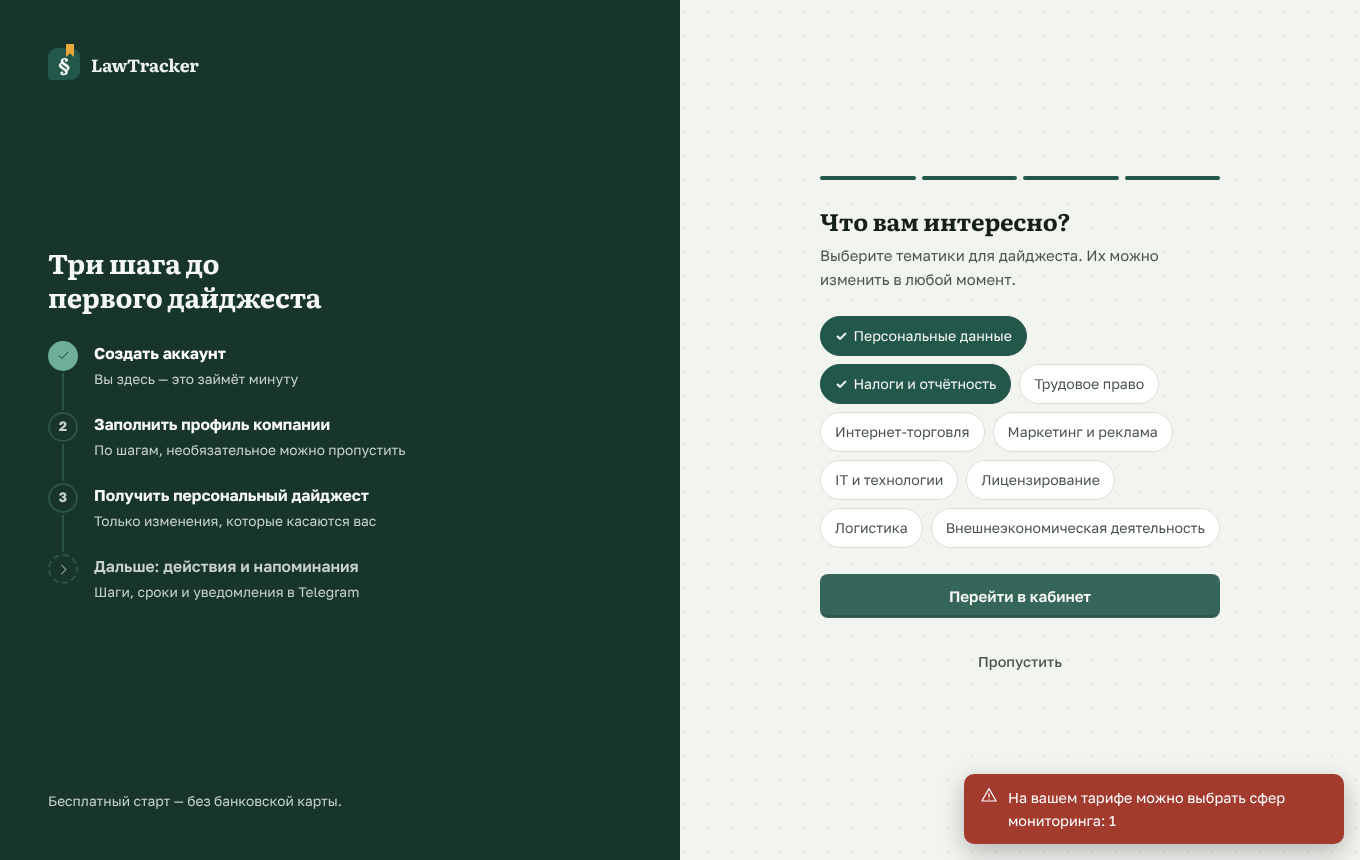 § LawTracker
Три шага до
первого дайджеста
Создать аккаунт
Вы здесь — это займёт минуту
2 Заполнить профиль компании
По шагам, необязательное можно пропустить
3 Получить персональный дайджест
Только изменения, которые касаются вас
Дальше: действия и напоминания
Шаги, сроки и уведомления в Telegram
Бесплатный старт — без банковской карты.
Что вам интересно?
Выберите тематики для дайджеста. Их можно
изменить в любой момент.
Персональные данные
Налоги и отчётность Трудовое право
Интернет-торговля Маркетинг и реклама
IT и технологии Лицензирование
Логистика Внешнеэкономическая деятельность
Перейти в кабинет
Пропустить
На вашем тарифе можно выбрать сфер
мониторинга: 1